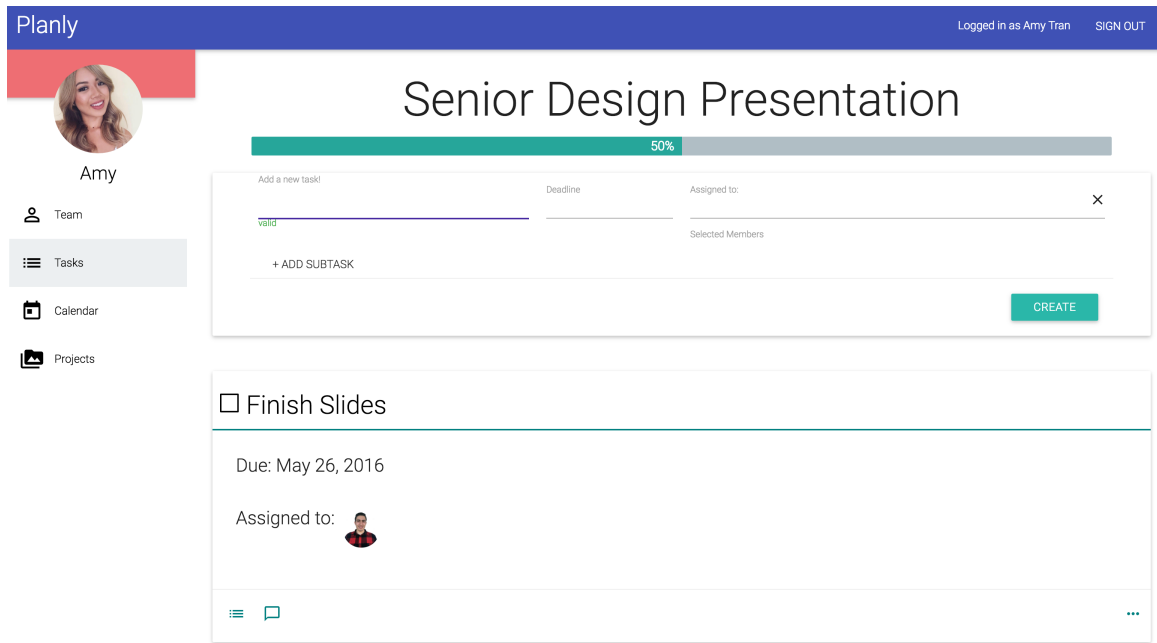 Planly
Logged in as Amy Tran SIGN OUT
Senior Design Presentation
50%
Amy
Team
Tasks
Calendar
Projects
Add a new task!
Deadline
Assigned to:
valid
Selected Members
+ ADD SUBTASK
CREATE
Finish Slides
Due: May 26, 2016
Assigned to: